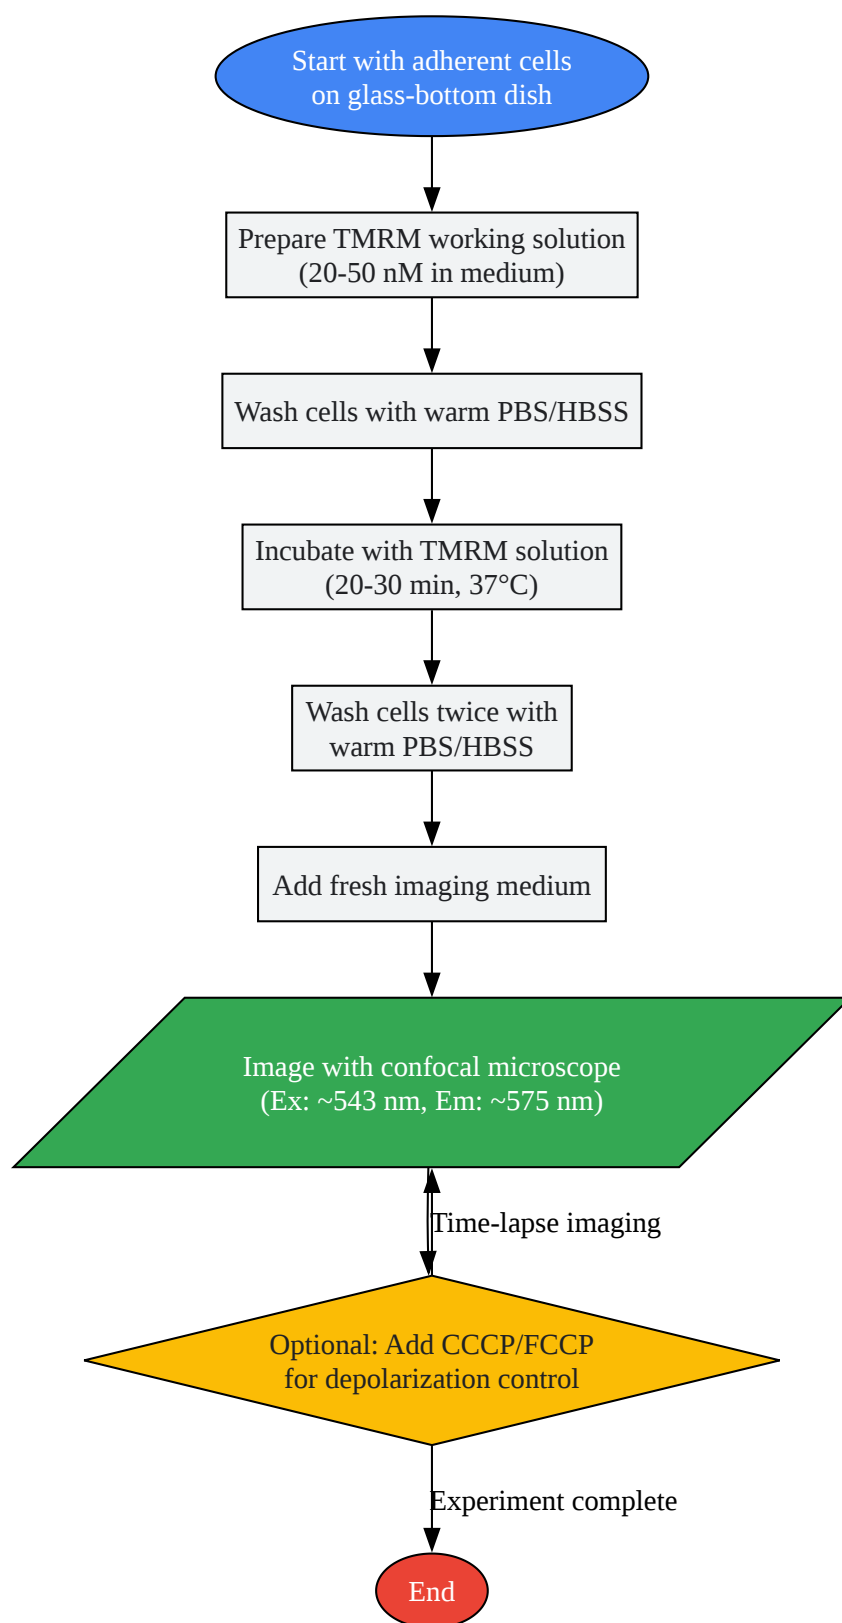 Start with adherent cells
on glass-bottom dish
Prepare TMRM working solution
(20-50 nM in medium)
Wash cells with warm PBS/HBSS
Incubate with TMRM solution
(20-30 min, 37°C)
Wash cells twice with
warm PBS/HBSS
Add fresh imaging medium
Image with confocal microscope
(Ex: ~543 nm, Em: ~575 nm)
Time-lapse imaging
Optional: Add CCCP/FCCP
for depolarization control
Experiment complete
End